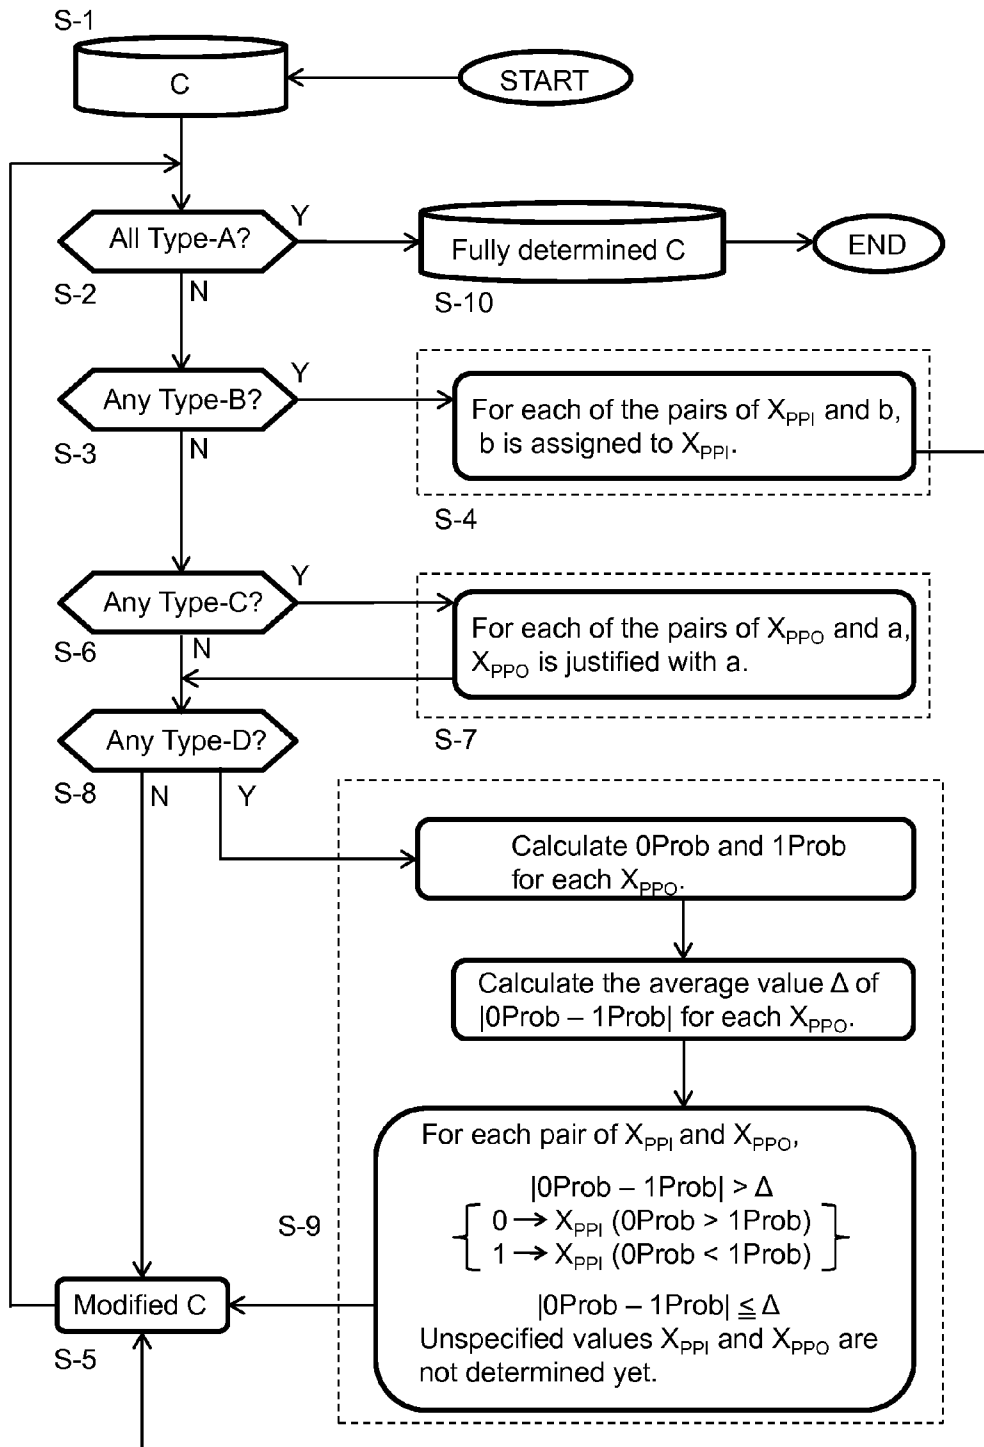 S-1
C
START
All Type-A?
Y
Fully determined C
END
S-2
N
S-10
Any Type-B?
Y
For each of the pairs of XPPI and b,
b is assigned to XPPI.
S-3
N
S-4
Any Type-C?
Y
For each of the pairs of XPPO and a,
XPPO is justified with a.
S-6
N
S-7
Any Type-D?
S-8
N
Y
Calculate 0Prob and 1Prob
for each XPPO.
Calculate the average value Δ of
|0Prob – 1Prob| for each XPPO.
For each pair of XPPI and XPPO,
|0Prob – 1Prob| > Δ
0 → XPPI (0Prob > 1Prob)
1 → XPPI (0Prob < 1Prob)
|0Prob – 1Prob| ≦ Δ
Unspecified values XPPI and XPPO are
not determined yet.
S-9
Modified C
S-5